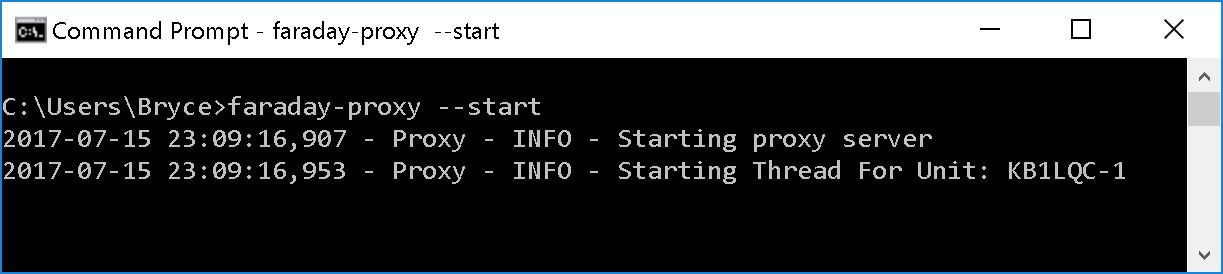 Command Prompt - faraday-proxy  --start
C:\Users\Bryce>faraday-proxy --start
2017-07-15 23:09:16,907 - Proxy - INFO - Starting proxy server
2017-07-15 23:09:16,953 - Proxy - INFO - Starting Thread For Unit: KB1LQC-1